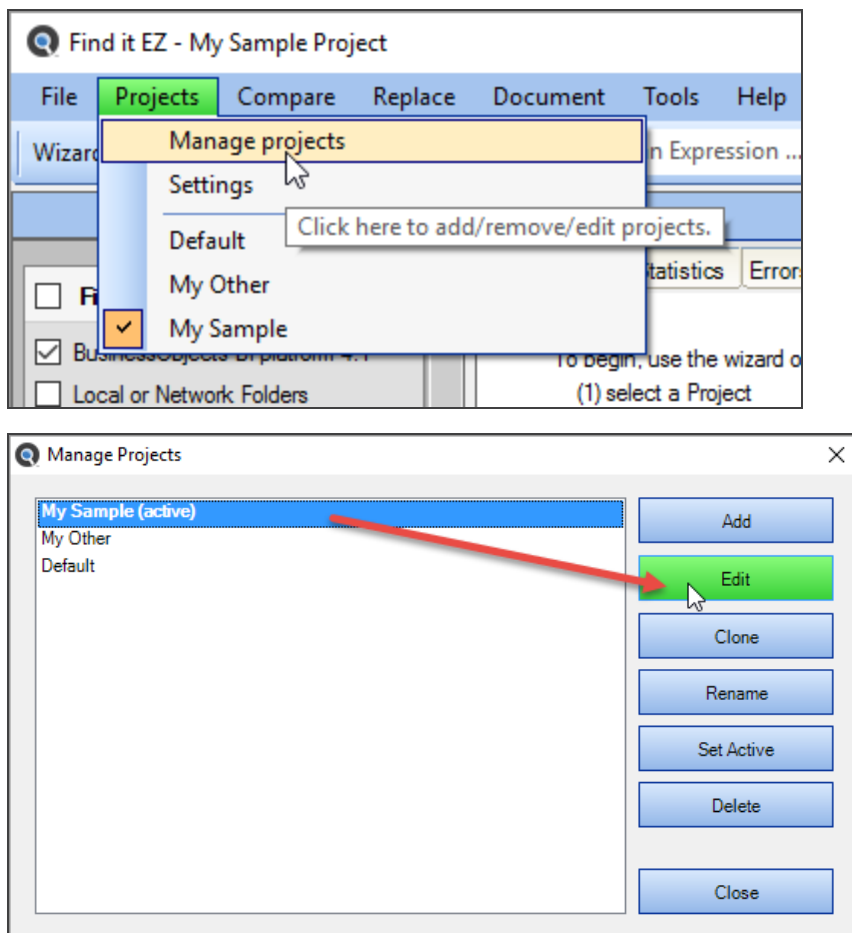 Find it EZ - My Sample Project
File Projects Compare Replace Document Tools Help
Manage projects
Settings
Click here to add/remove/edit projects.
Default
My Other
My Sample
Wizard
n Expression ...
Statistics Errors
Local or Network Folders
To begin, use the wizard o
(1) select a Project
Manage Projects
My Sample (active)
My Other
Default
Add
Edit
Clone
Rename
Set Active
Delete
Close